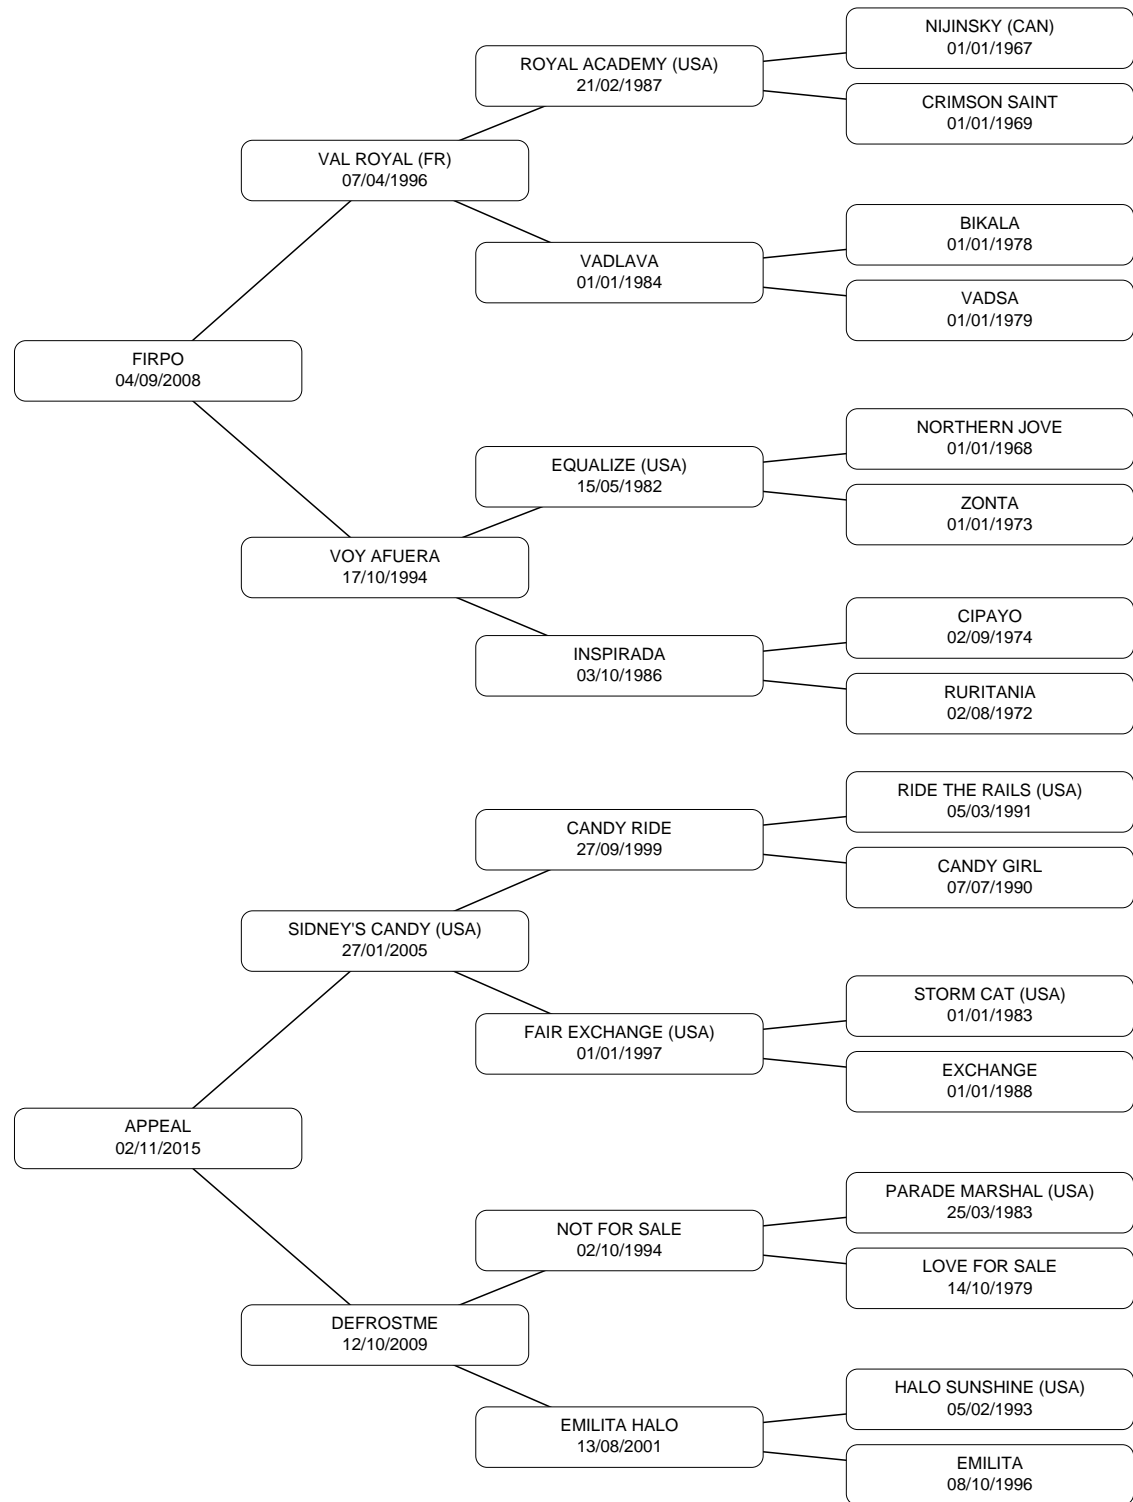 NIJINSKY (CAN)
01/01/1967
ROYAL ACADEMY (USA)
21/02/1987
CRIMSON SAINT
01/01/1969
VAL ROYAL (FR)
07/04/1996
BIKALA
01/01/1978
VADLAVA
01/01/1984
VADSA
01/01/1979
FIRPO
04/09/2008
NORTHERN JOVE
01/01/1968
EQUALIZE (USA)
15/05/1982
ZONTA
01/01/1973
VOY AFUERA
17/10/1994
CIPAYO
02/09/1974
INSPIRADA
03/10/1986
RURITANIA
02/08/1972
RIDE THE RAILS (USA)
05/03/1991
CANDY RIDE
27/09/1999
CANDY GIRL
07/07/1990
SIDNEY'S CANDY (USA)
27/01/2005
STORM CAT (USA)
01/01/1983
FAIR EXCHANGE (USA)
01/01/1997
EXCHANGE
01/01/1988
APPEAL
02/11/2015
PARADE MARSHAL (USA)
25/03/1983
NOT FOR SALE
02/10/1994
LOVE FOR SALE
14/10/1979
DEFROSTME
12/10/2009
HALO SUNSHINE (USA)
05/02/1993
EMILITA HALO
13/08/2001
EMILITA
08/10/1996